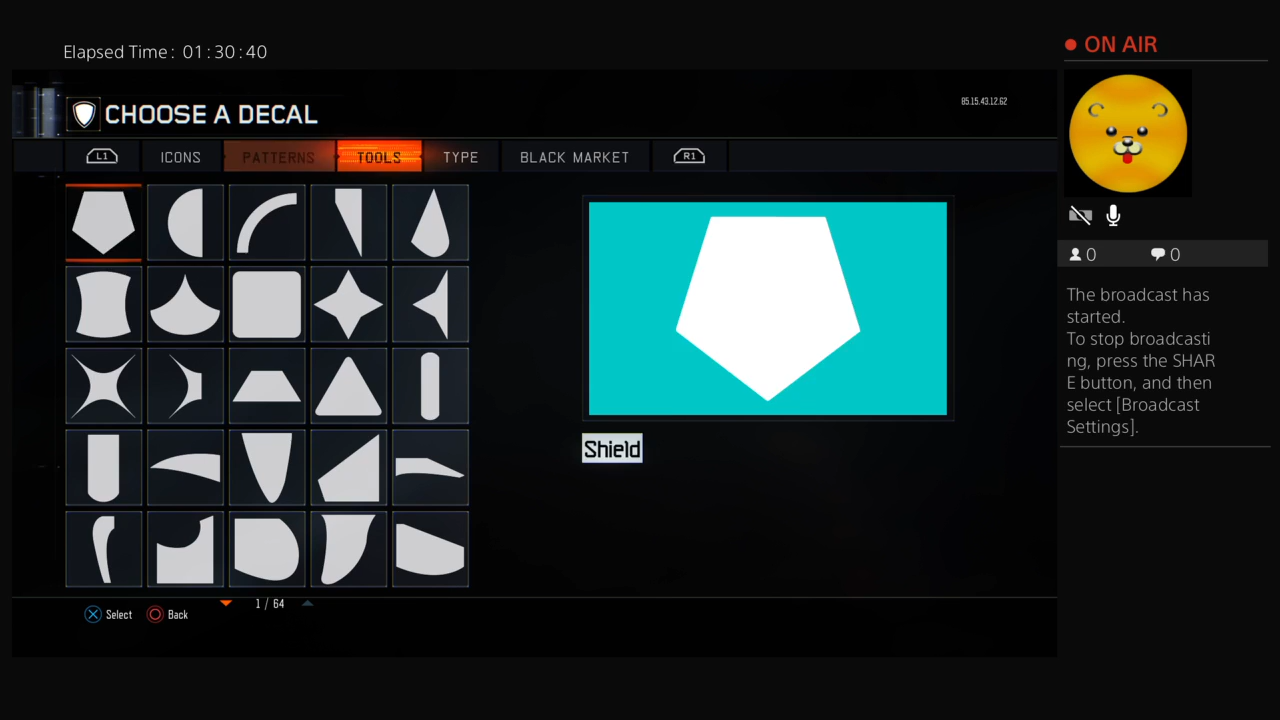 Elapsed Time: 01:30:40
ON AIR
CHOOSE A DECAL
85.15.43.12.62
L1
ICONS
PATTERNS
TOOLS
TYPE
BLACK MARKET
R1
0
0
The broadcast has
started.
To stop broadcasti
ng, press the SHAR
E button, and then
select [Broadcast
Settings].
Shield
1 / 64
Select
Back